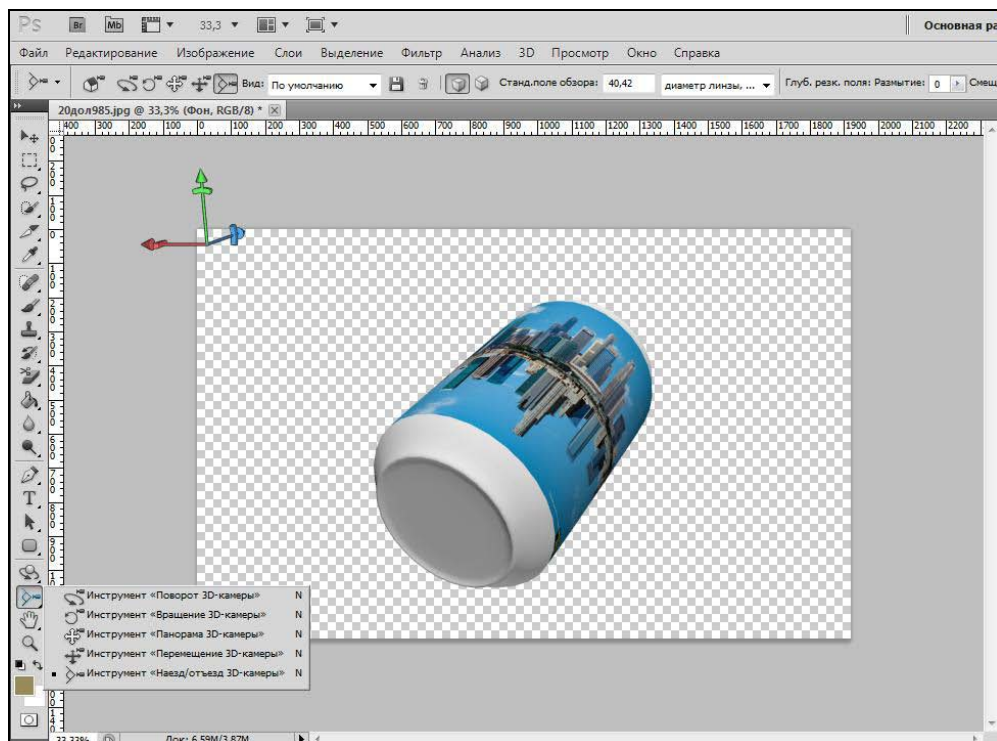 Ps Br Mb 33,3 Основная ра
Файл Редактирование Изображение Слои Выделение Фильтр Анализ 3D Просмотр Окно Справка
Вид: По умолчанию Станд.поле обзора: 40,42 диаметр линзы, ... Глуб. резк. поля: Размытие: 0 Смещ
20дол985.jpg @ 33,3% (Фон, RGB/8) *
400 300 200 100 0 100 200 300 400 500 600 700 800 900 1000 1100 1200 1300 1400 1500 1600 1700 1800 1900 2000 2100 2200
Инструмент «Поворот 3D-камеры» N
Инструмент «Вращение 3D-камеры» N
Инструмент «Панорама 3D-камеры» N
Инструмент «Перемещение 3D-камеры» N
Инструмент «Наезд/отъезд 3D-камеры» N
33,33% Док: 6,59M/3,87M